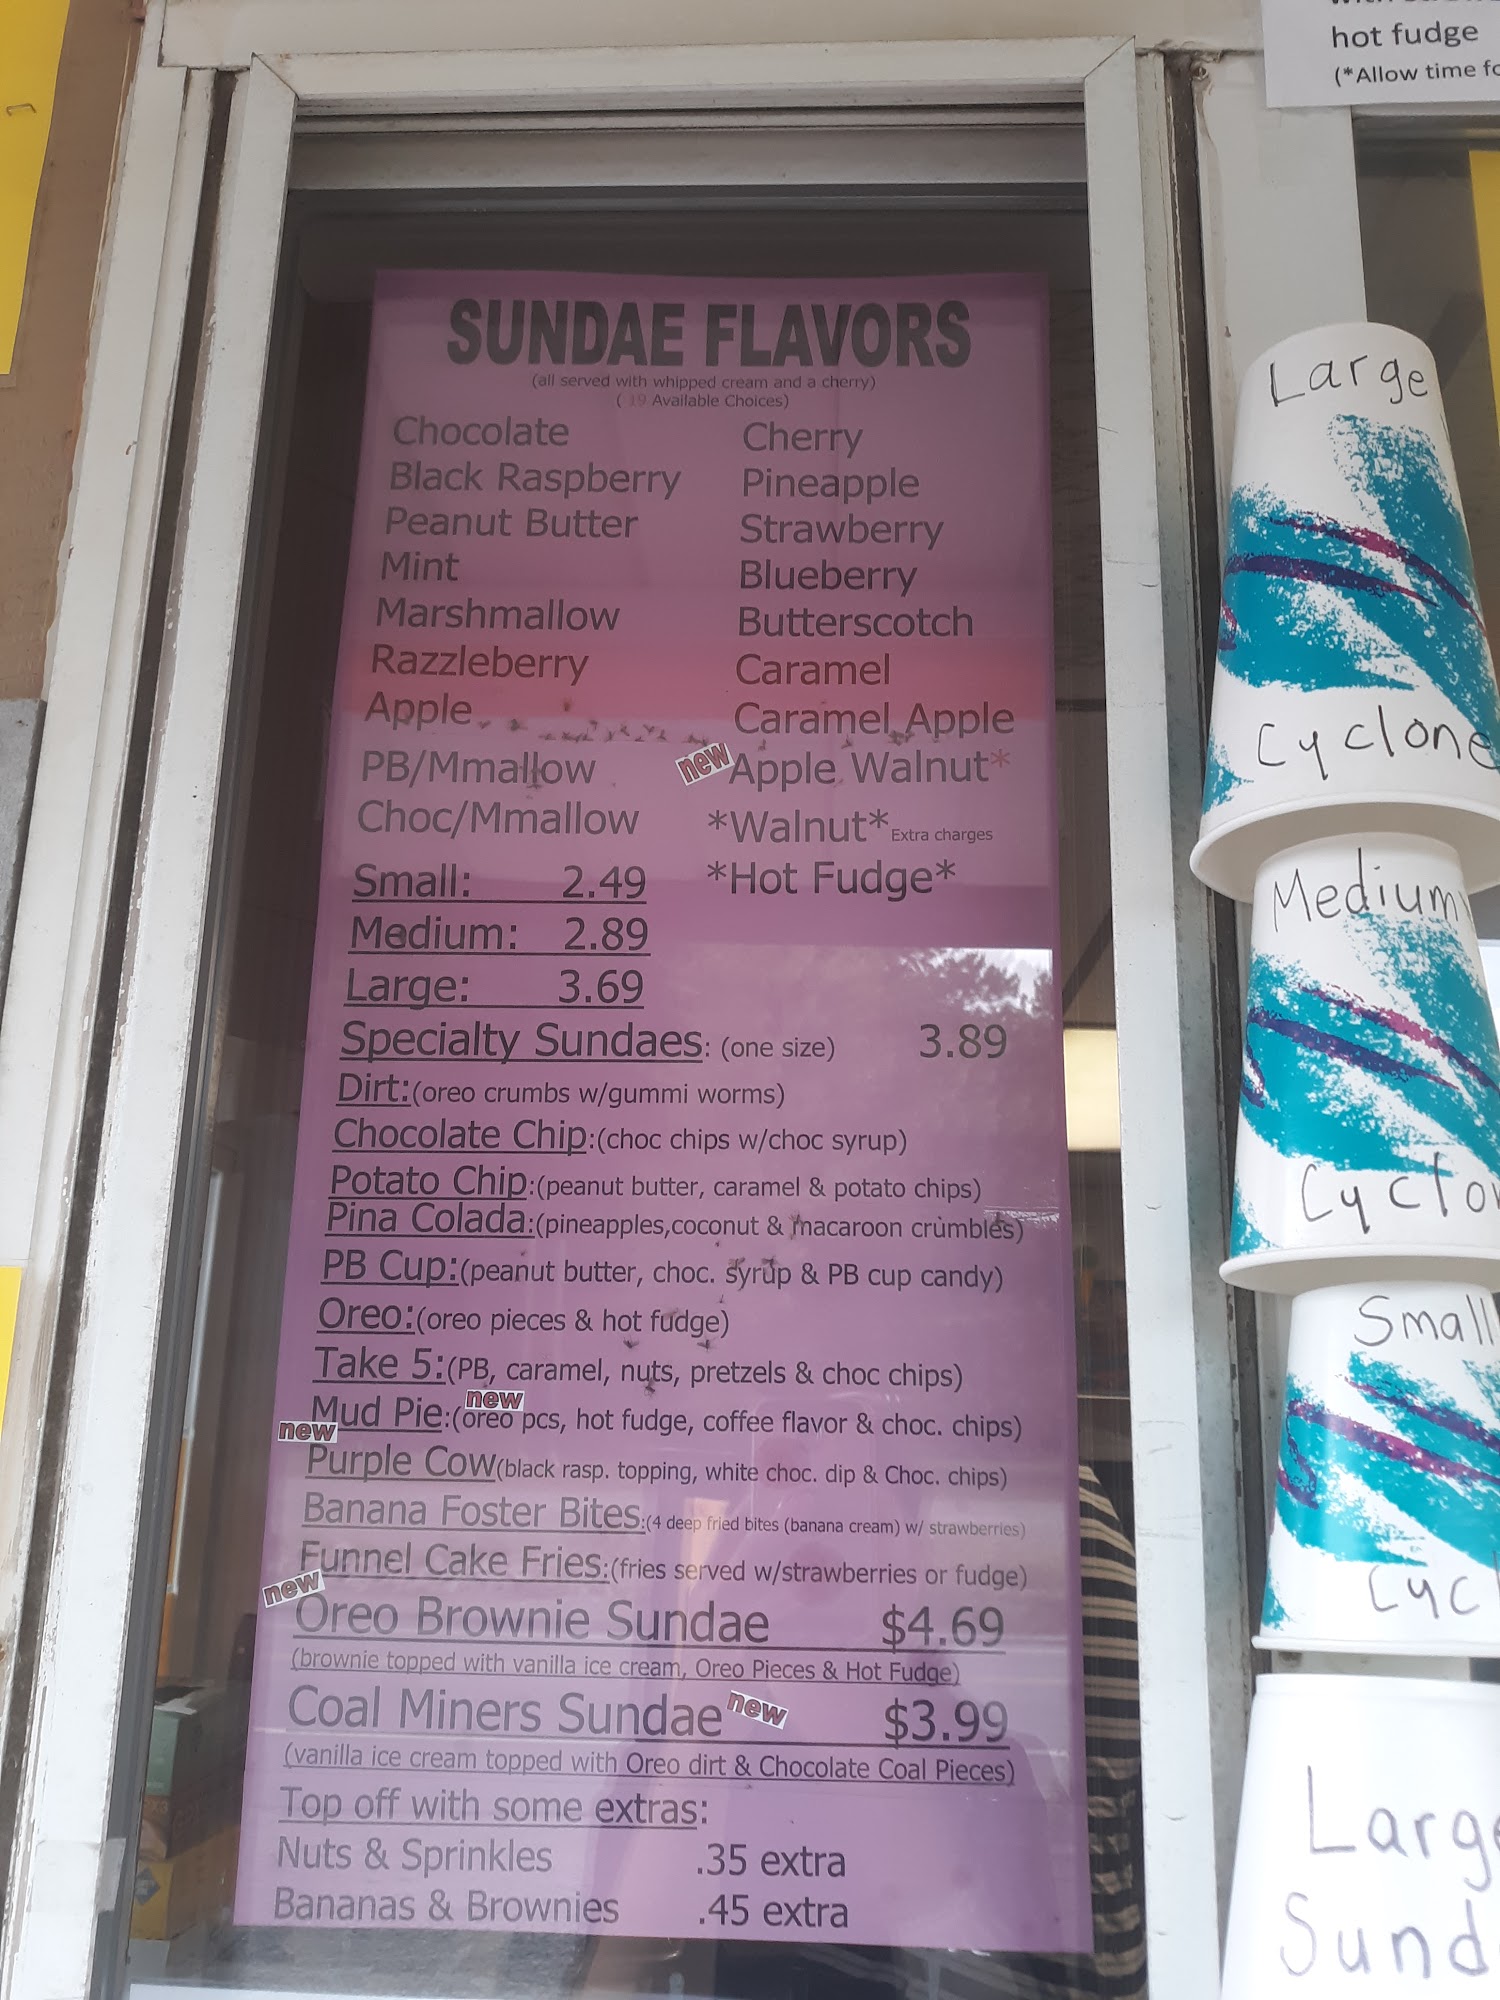 hot fudge
(*Allow time
SUNDAE FLAVORS
(all served with whipped cream and a cherry)
(19 Available Choices)
Chocolate
Black Raspberry
Peanut Butter
Mint
Marshmallow
Razzleberry
Apple
PB/Mmallow
Choc/Mmallow
Cherry
Pineapple
Strawberry
Blueberry
Butterscotch
Caramel
Caramel Apple
new Apple Walnut*
*Walnut* Extra charges
*Hot Fudge*
Small: 2.49
Medium: 2.89
Large: 3.69
Specialty Sundaes: (one size) 3.89
Dirt:(oreo crumbs w/gummi worms)
Chocolate Chip:(choc chips w/choc syrup)
Potato Chip:(peanut butter, caramel & potato chips)
Pina Colada:(pineapples,coconut & macaroon crumbles)
PB Cup:(peanut butter, choc. syrup & PB cup candy)
Oreo:(oreo pieces & hot fudge)
Take 5:(PB, caramel, nuts, pretzels & choc chips)
new
Mud Pie:(oreo pcs, hot fudge, coffee flavor & choc. chips)
new
Purple Cow(black rasp. topping, white choc. dip & Choc. chips)
Banana Foster Bites:(4 deep fried bites (banana cream) w/ strawberries)
Funnel Cake Fries:(fries served w/strawberries or fudge)
new
Oreo Brownie Sundae $4.69
(brownie topped with vanilla ice cream, Oreo Pieces & Hot Fudge)
Coal Miners Sundae new $3.99
(vanilla ice cream topped with Oreo dirt & Chocolate Coal Pieces)
Top off with some extras:
Nuts & Sprinkles .35 extra
Bananas & Brownies .45 extra
Large
Cyclone
Medium
Cyclo
Small
Cyc
Large
Sund